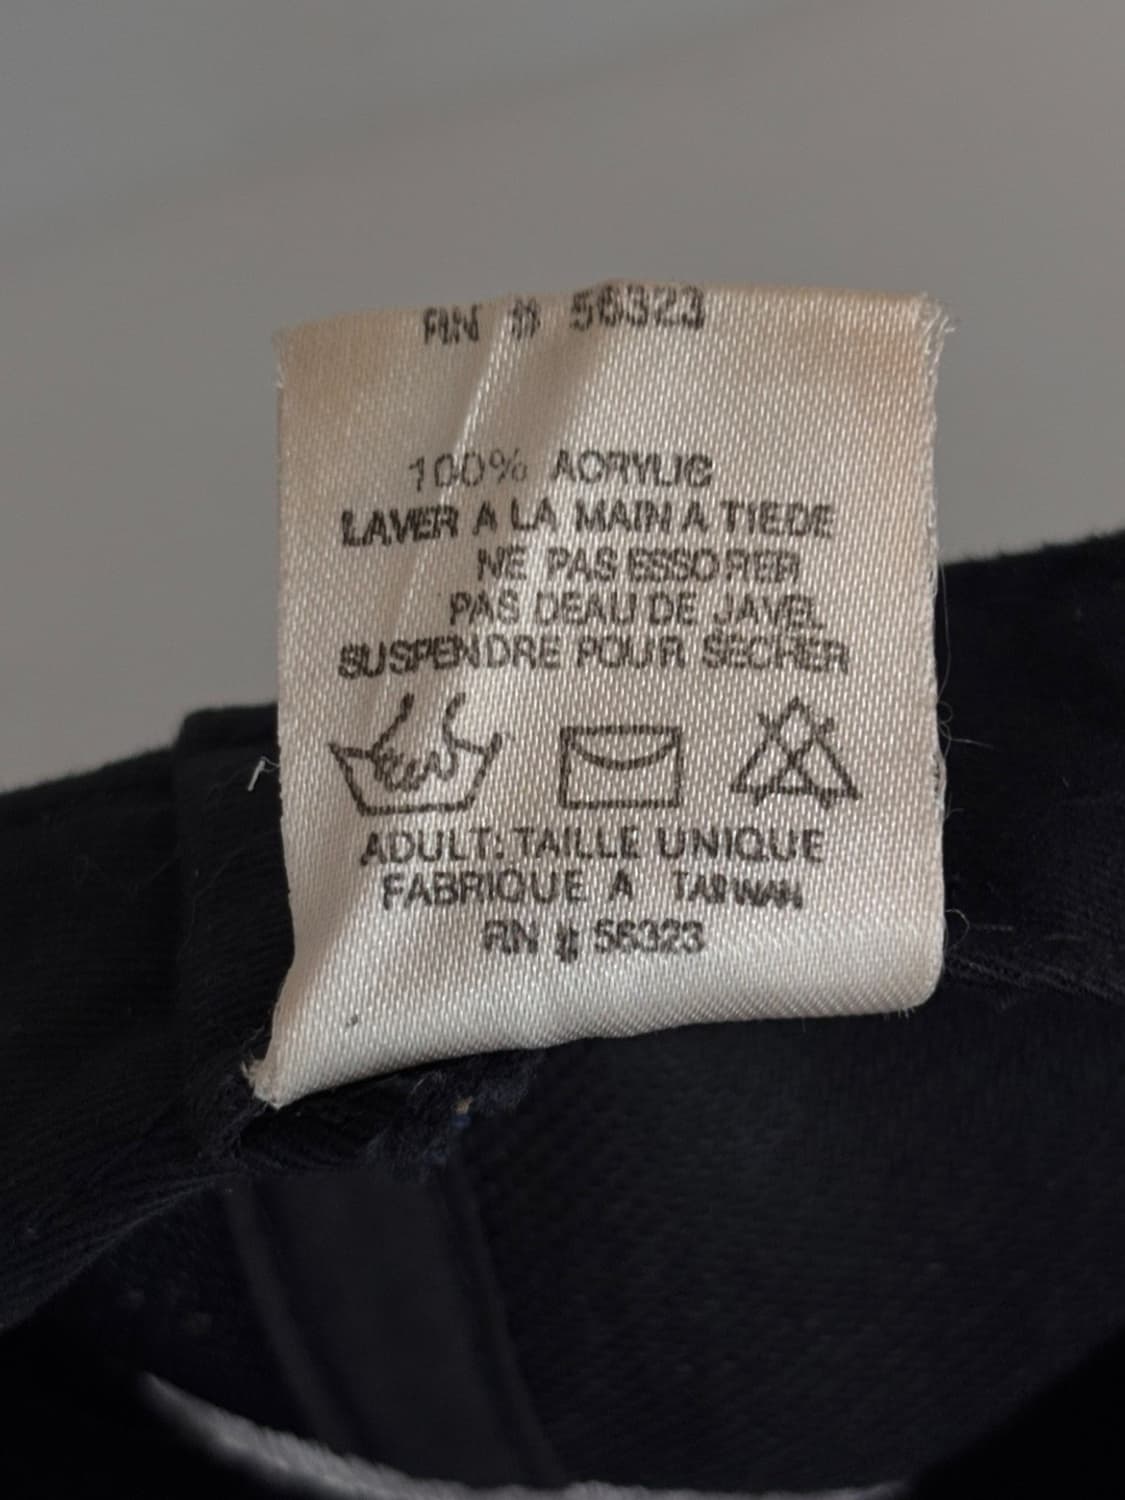 RN # 56323
100% ACRYLIC
LAVER A LA MAIN A TIEDE
NE PAS ESSORER
PAS DEAU DE JAVEL
SUSPENDRE POUR SECHER
ADULT: TAILLE UNIQUE
FABRIQUE A TAIWAN
RN # 56323